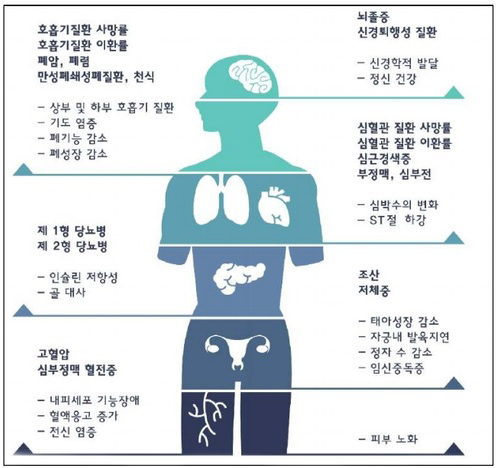 호흡기질환 사망률
호흡기질환 이환률
폐암, 폐렴
만성폐쇄성폐질환, 천식
– 상부 및 하부 호흡기 질환
– 기도 염증
– 폐기능 감소
– 폐성장 감소
제 1형 당뇨병
제 2형 당뇨병
– 인슐린 저항성
– 골 대사
고혈압
심부정맥 혈전증
– 내피세포 기능장애
– 혈액응고 증가
– 전신 염증
뇌졸중
신경퇴행성 질환
– 신경학적 발달
– 정신 건강
심혈관 질환 사망률
심혈관 질환 이환률
심근경색증
부정맥, 심부전
– 심박수의 변화
– ST절 하강
조산
저체중
– 태아성장 감소
– 자궁내 발육지연
– 정자 수 감소
– 임신중독증
– 피부 노화